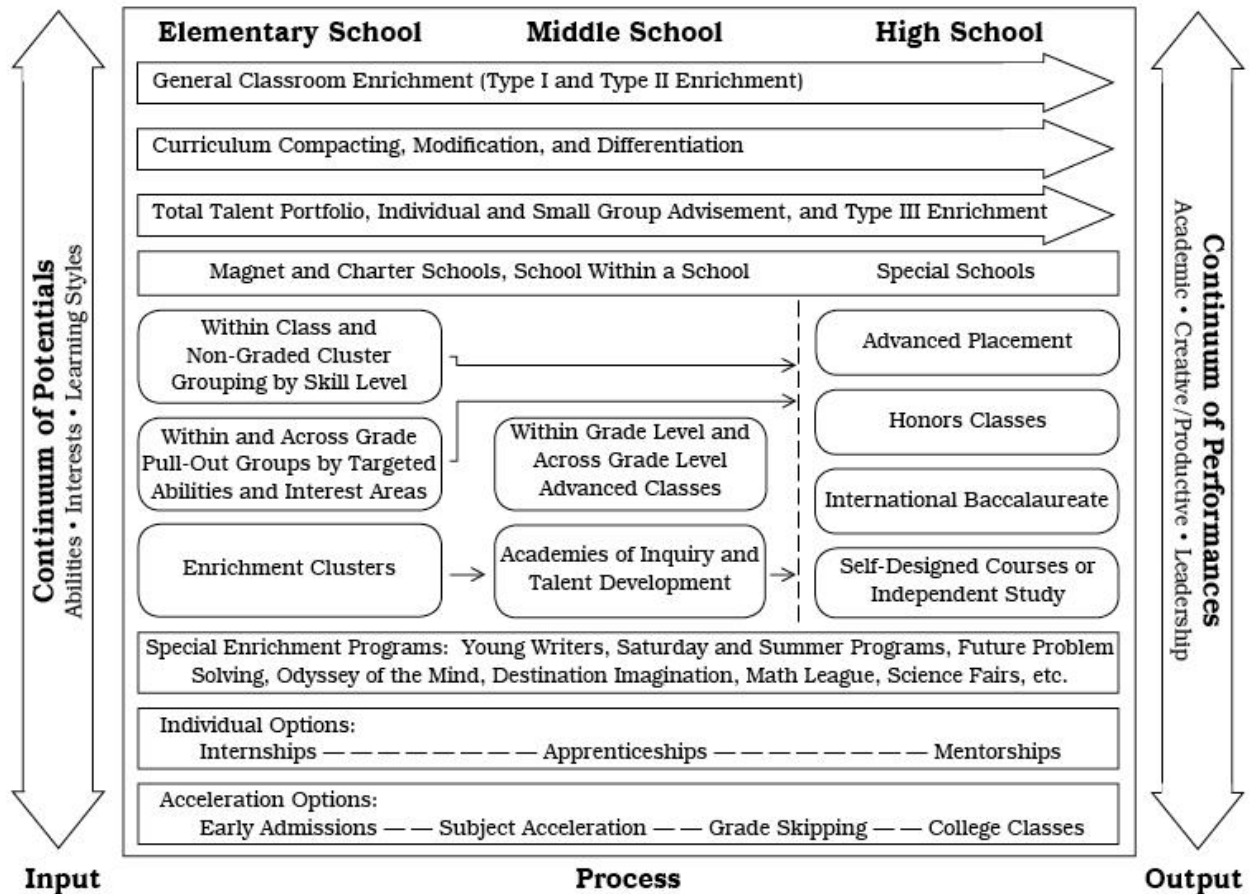 Elementary School Middle School High School
General Classroom Enrichment (Type I and Type II Enrichment)
Curriculum Compacting, Modification, and Differentiation
Total Talent Portfolio, Individual and Small Group Advisement, and Type III Enrichment
Magnet and Charter Schools, School Within a School Special Schools
Within Class and
Non-Graded Cluster
Grouping by Skill Level
Within and Across Grade
Pull-Out Groups by Targeted
Abilities and Interest Areas
Enrichment Clusters
Within Grade Level and
Across Grade Level
Advanced Classes
Academies of Inquiry and
Talent Development
Advanced Placement
Honors Classes
International Baccalaureate
Self-Designed Courses or
Independent Study
Special Enrichment Programs: Young Writers, Saturday and Summer Programs, Future Problem
Solving, Odyssey of the Mind, Destination Imagination, Math League, Science Fairs, etc.
Individual Options:
Internships — — — — — — — — Apprenticeships — — — — — — — — Mentorships
Acceleration Options:
Early Admissions — — Subject Acceleration — — Grade Skipping — — College Classes
Continuum of Potentials
Abilities • Interests • Learning Styles
Continuum of Performances
Academic • Creative/Productive • Leadership
Input Process Output